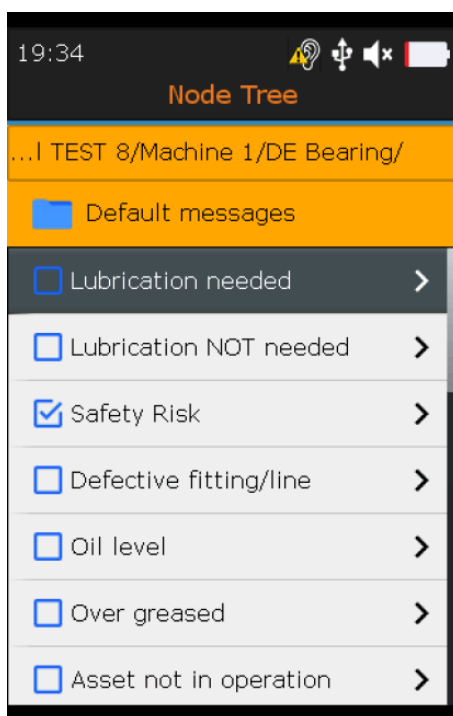 19:34
Node Tree
...l TEST 8/Machine 1/DE Bearing/
Default messages
Lubrication needed
Lubrication NOT needed
Safety Risk
Defective fitting/line
Oil level
Over greased
Asset not in operation